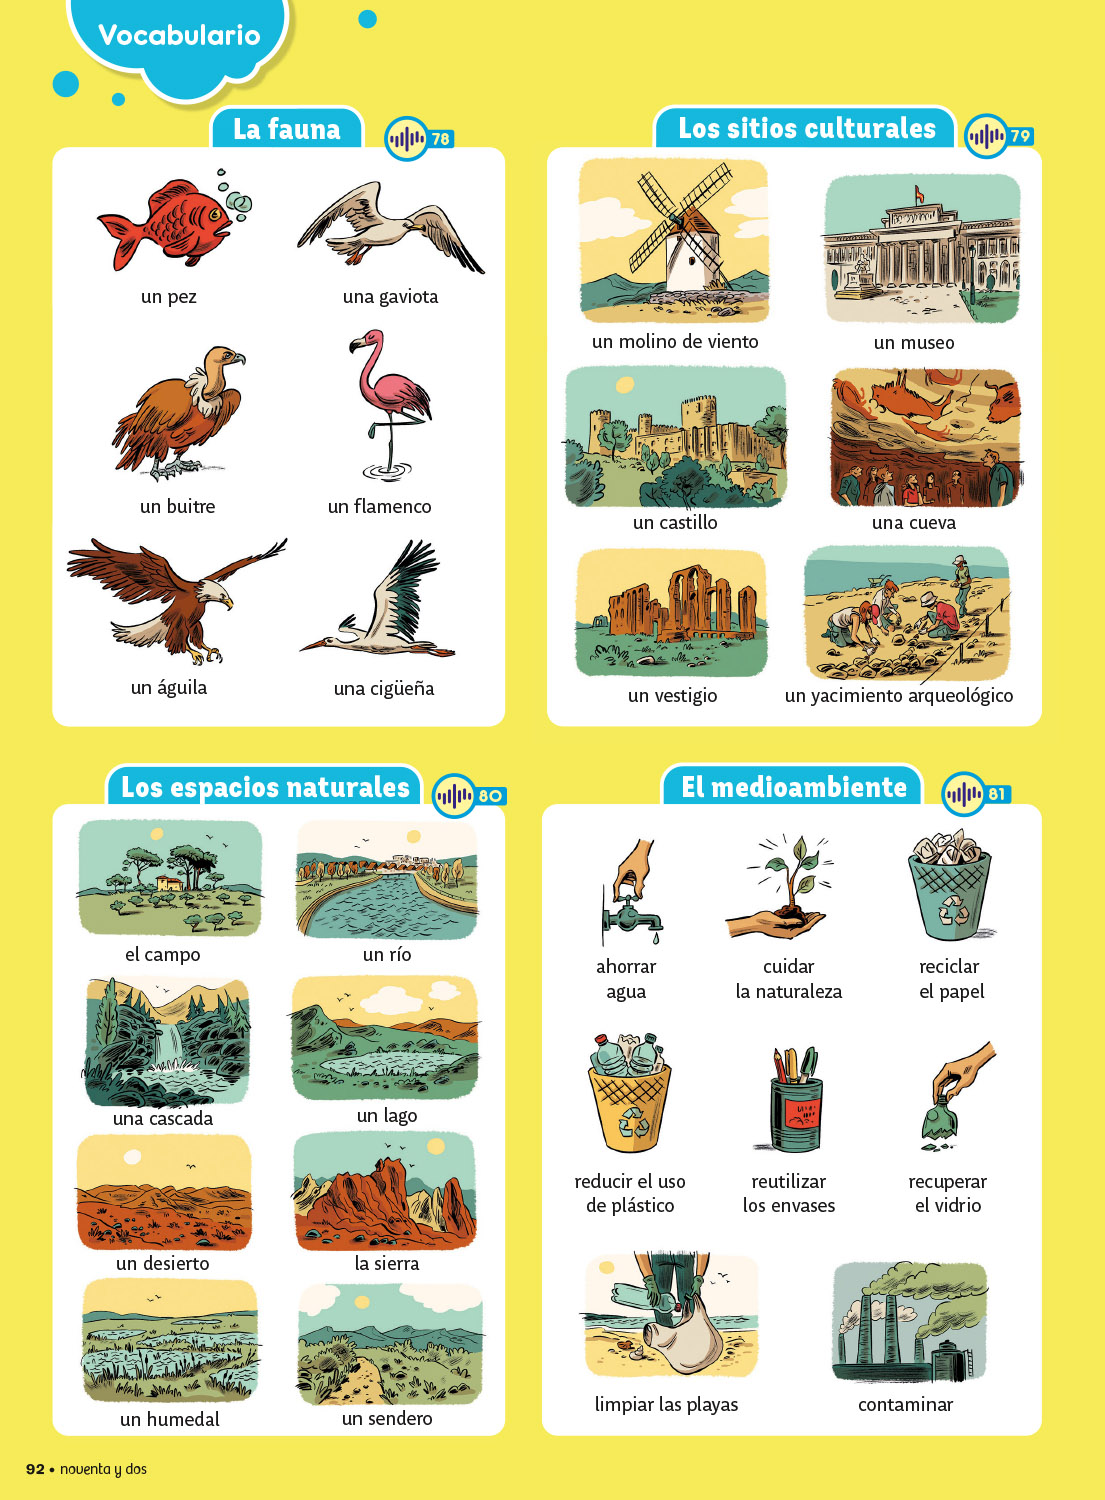 Vocabulario
La fauna
78
un pez
una gaviota
un buitre
un flamenco
un águila
una cigüeña
Los sitios culturales
79
un molino de viento
un museo
un castillo
una cueva
un vestigio
un yacimiento arqueológico
Los espacios naturales
80
el campo
un río
una cascada
un lago
un desierto
la sierra
un humedal
un sendero
El medioambiente
81
ahorrar
agua
cuidar
la naturaleza
reciclar
el papel
reducir el uso
de plástico
reutilizar
los envases
recuperar
el vidrio
limpiar las playas
contaminar
92 • noventa y dos